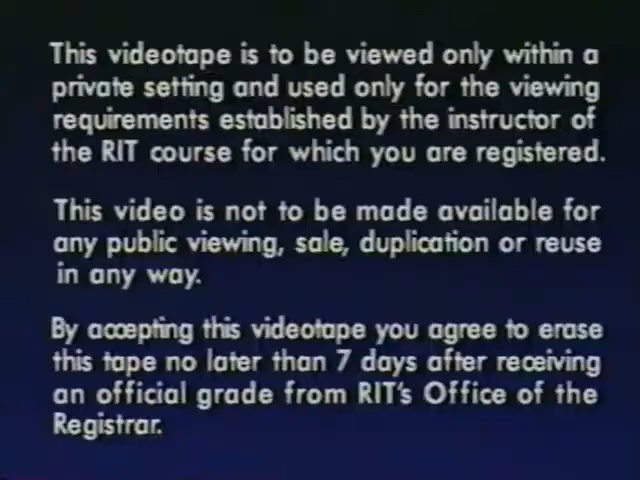 This videotape is to be viewed only within a
private setting and used only for the viewing
requirements established by the instructor of
the RIT course for which you are registered.
This video is not to be made available for
any public viewing, sale, duplication or reuse
in any way.
By accepting this videotape you agree to erase
this tape no later than 7 days after receiving
an official grade from RIT's Office of the
Registrar.